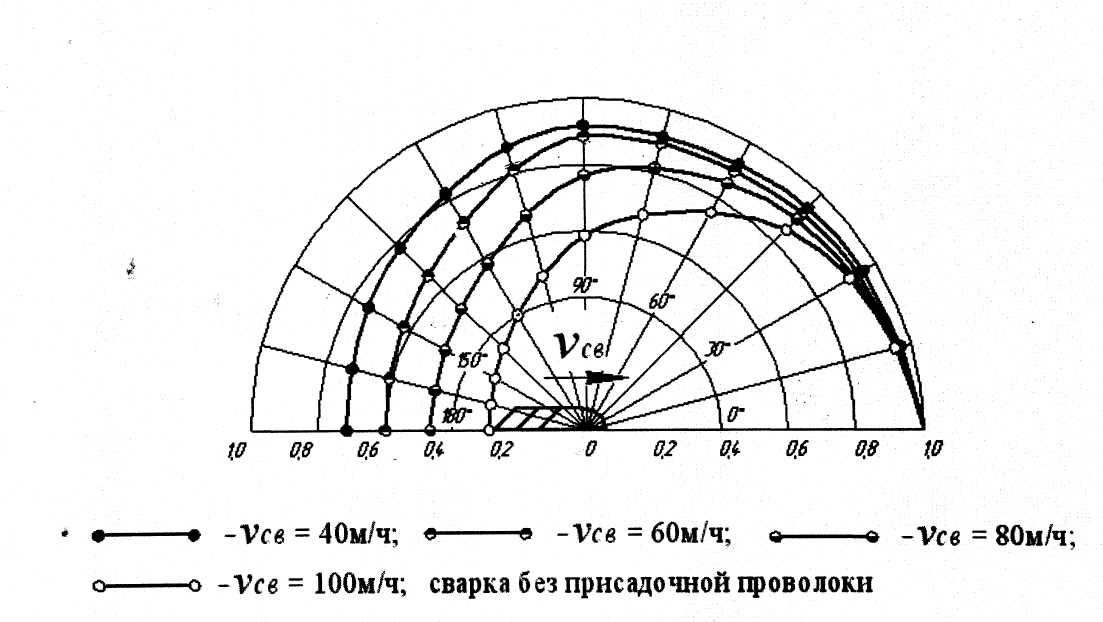 90°
60°
Vсв
150°
30°
180°
0°
1,0 0,8 0,6 0,4 0,2 0 0,2 0,4 0,6 0,8 1,0
– Vсв = 40м/ч; – Vсв = 60м/ч; – Vсв = 80м/ч;
– Vсв = 100м/ч; сварка без присадочной проволоки